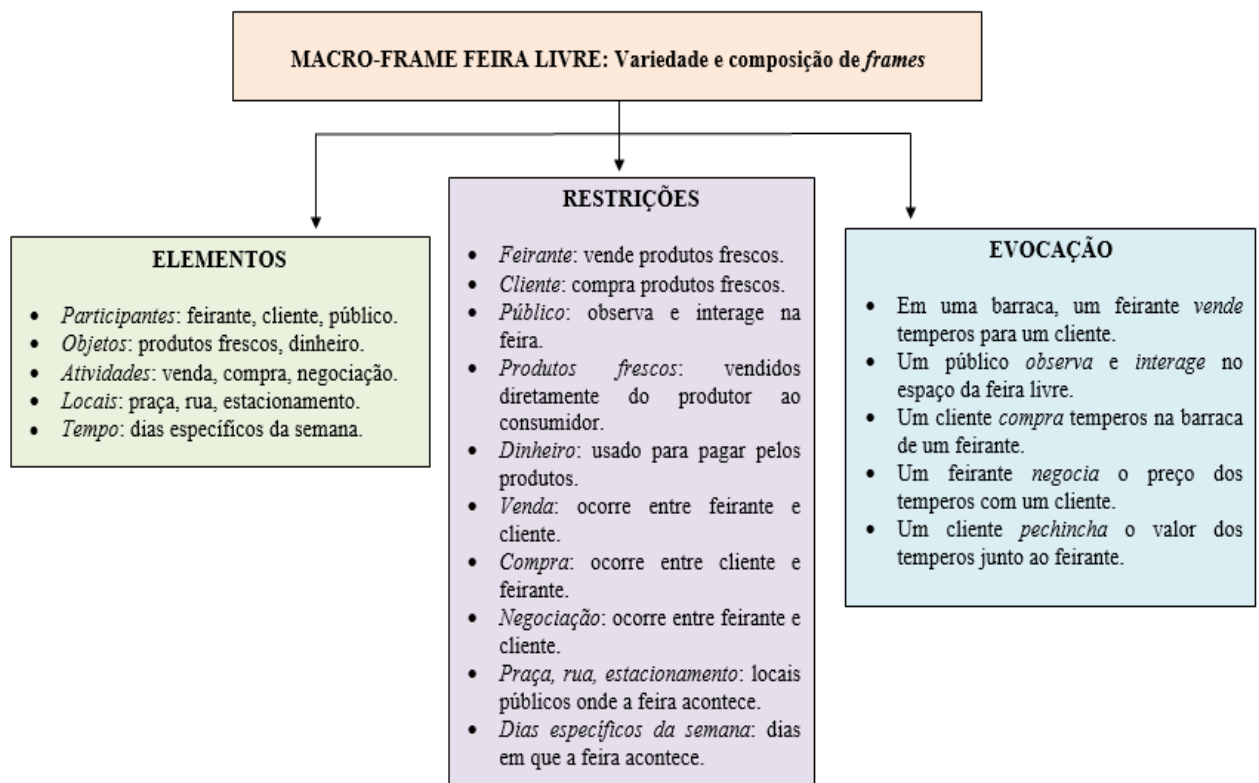 MACRO-FRAME FEIRA LIVRE: Variedade e composição de frames
ELEMENTOS
• Participantes: feirante, cliente, público.
• Objetos: produtos frescos, dinheiro.
• Atividades: venda, compra, negociação.
• Locais: praça, rua, estacionamento.
• Tempo: dias específicos da semana.
RESTRIÇÕES
• Feirante: vende produtos frescos.
• Cliente: compra produtos frescos.
• Público: observa e interage na
feira.
• Produtos frescos: vendidos
diretamente do produtor ao
consumidor.
• Dinheiro: usado para pagar pelos
produtos.
• Venda: ocorre entre feirante e
cliente.
• Compra: ocorre entre cliente e
feirante.
• Negociação: ocorre entre feirante e
cliente.
• Praça, rua, estacionamento: locais
públicos onde a feira acontece.
• Dias específicos da semana: dias
em que a feira acontece.
EVOCAÇÃO
• Em uma barraca, um feirante vende
temperos para um cliente.
• Um público observa e interage no
espaço da feira livre.
• Um cliente compra temperos na barraca
de um feirante.
• Um feirante negocia o preço dos
temperos com um cliente.
• Um cliente pechincha o valor dos
temperos junto ao feirante.